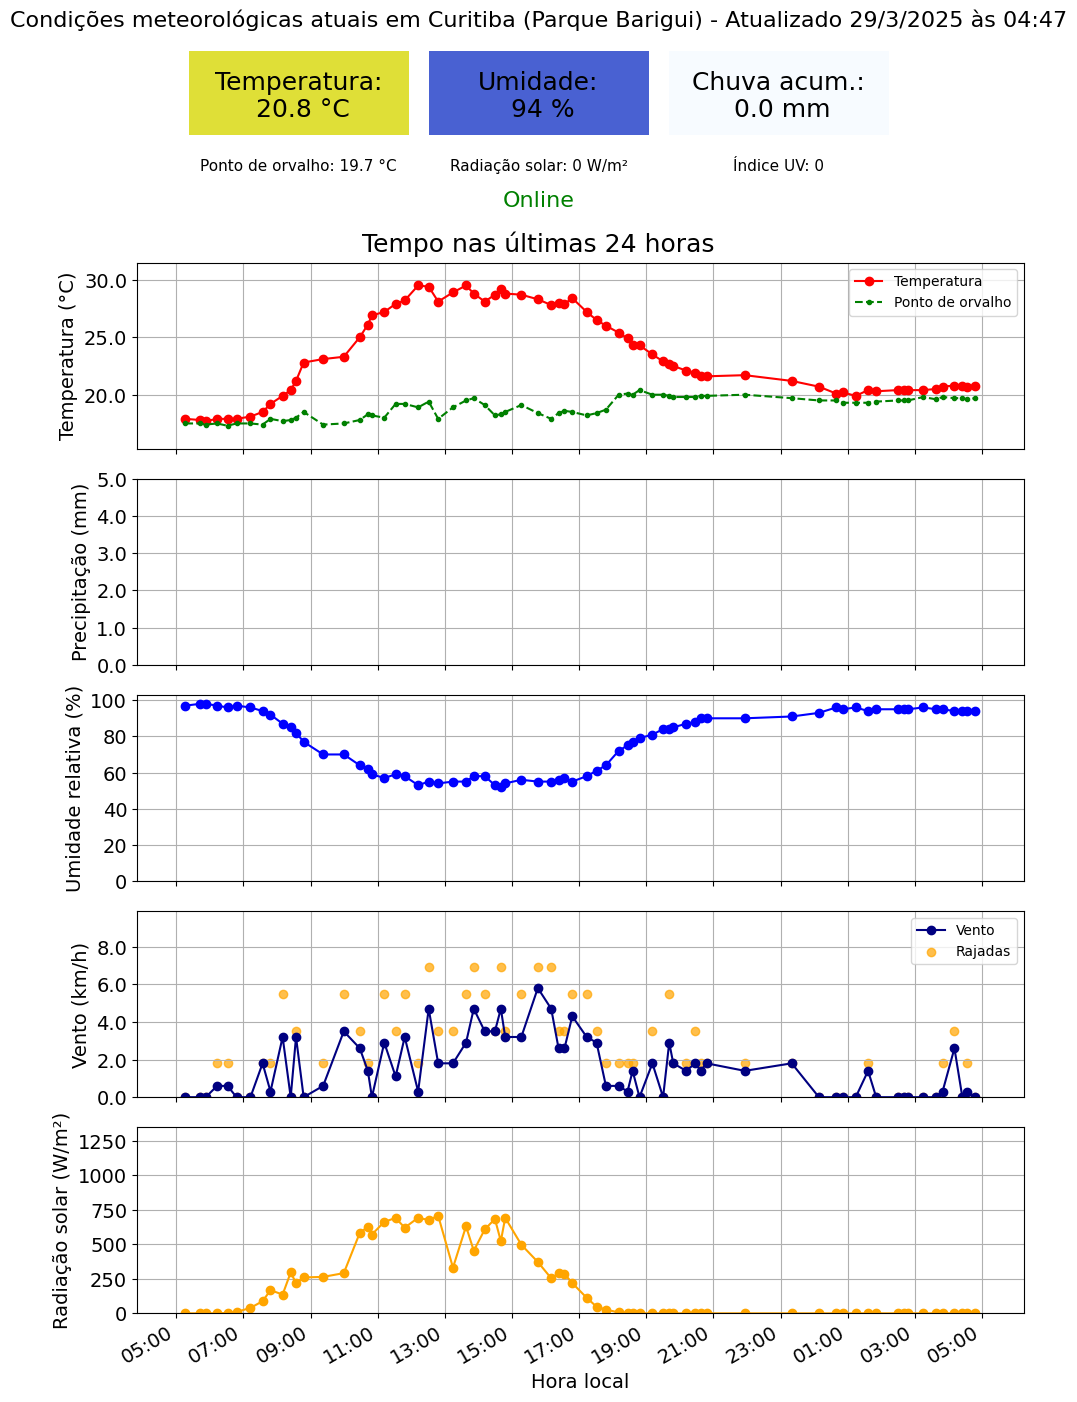 Condições meteorológicas atuais em Curitiba (Parque Barigui) - Atualizado 29/3/2025 às 04:47
Temperatura:
20.8 °C
Umidade:
94 %
Chuva acum.:
0.0 mm
Ponto de orvalho: 19.7 °C
Radiação solar: 0 W/m²
Índice UV: 0
Online
Tempo nas últimas 24 horas
Temperatura (°C)
30.0
25.0
20.0
Temperatura
Ponto de orvalho
Precipitação (mm)
5.0
4.0
3.0
2.0
1.0
0.0
Umidade relativa (%)
100
80
60
40
20
0
Vento (km/h)
8.0
6.0
4.0
2.0
0.0
Vento
Rajadas
Radiação solar (W/m²)
1250
1000
750
500
250
0
05:00
07:00
09:00
11:00
13:00
15:00
17:00
19:00
21:00
23:00
01:00
03:00
05:00
Hora local